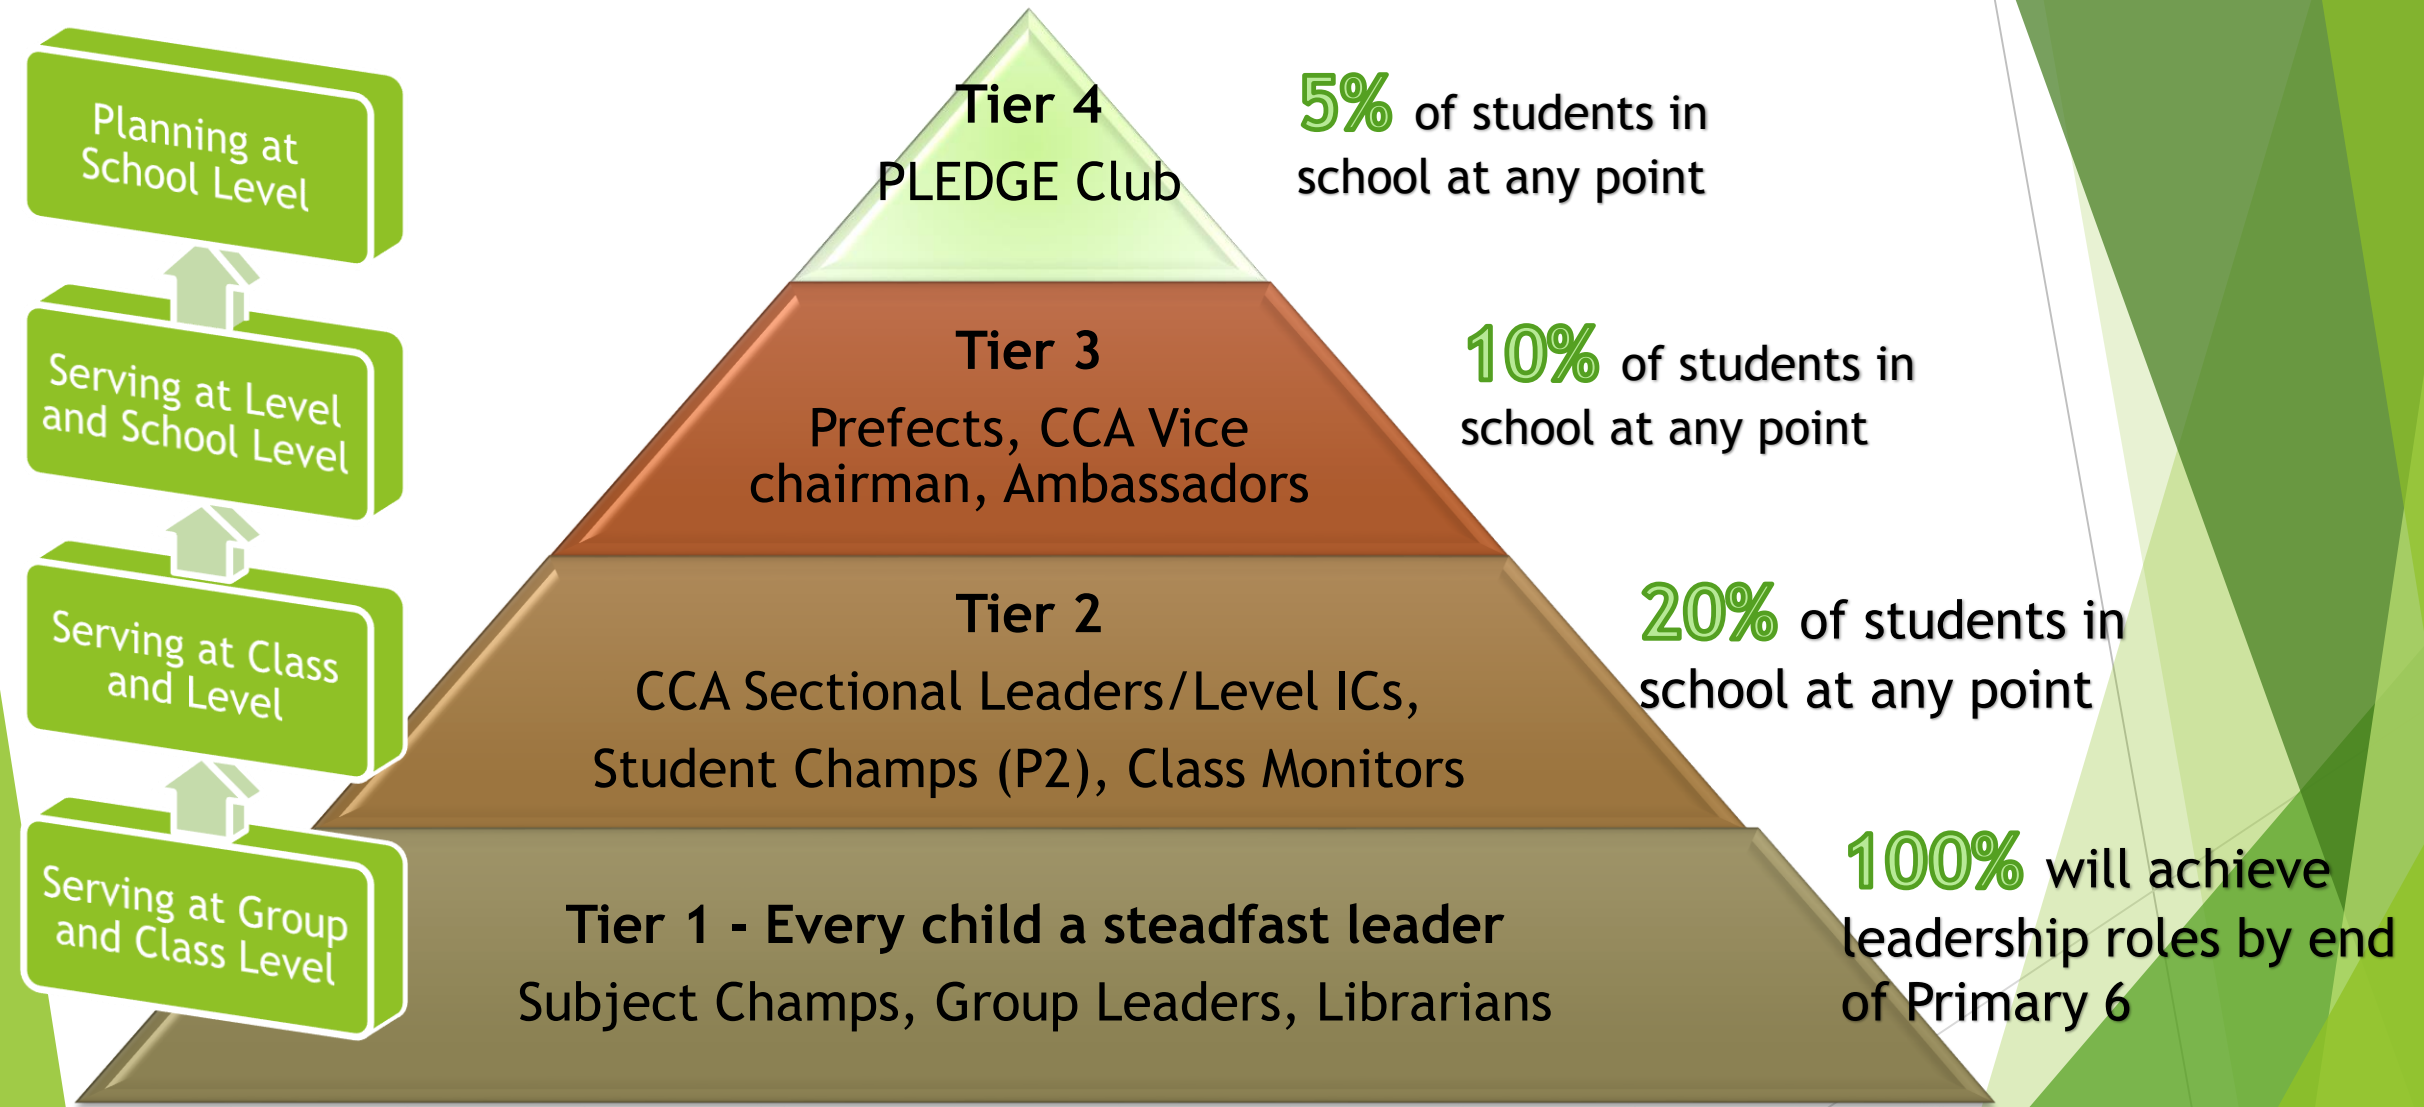 Planning at
School Level
Tier 4
PLEDGE Club
5% of students in
school at any point
Serving at Level
and School Level
Tier 3
Prefects, CCA Vice
chairman, Ambassadors
10% of students in
school at any point
Serving at Class
and Level
Tier 2
CCA Sectional Leaders/Level ICs,
Student Champs (P2), Class Monitors
20% of students in
school at any point
Serving at Group
and Class Level
Tier 1 - Every child a steadfast leader
Subject Champs, Group Leaders, Librarians
100% will achieve
leadership roles by end
of Primary 6